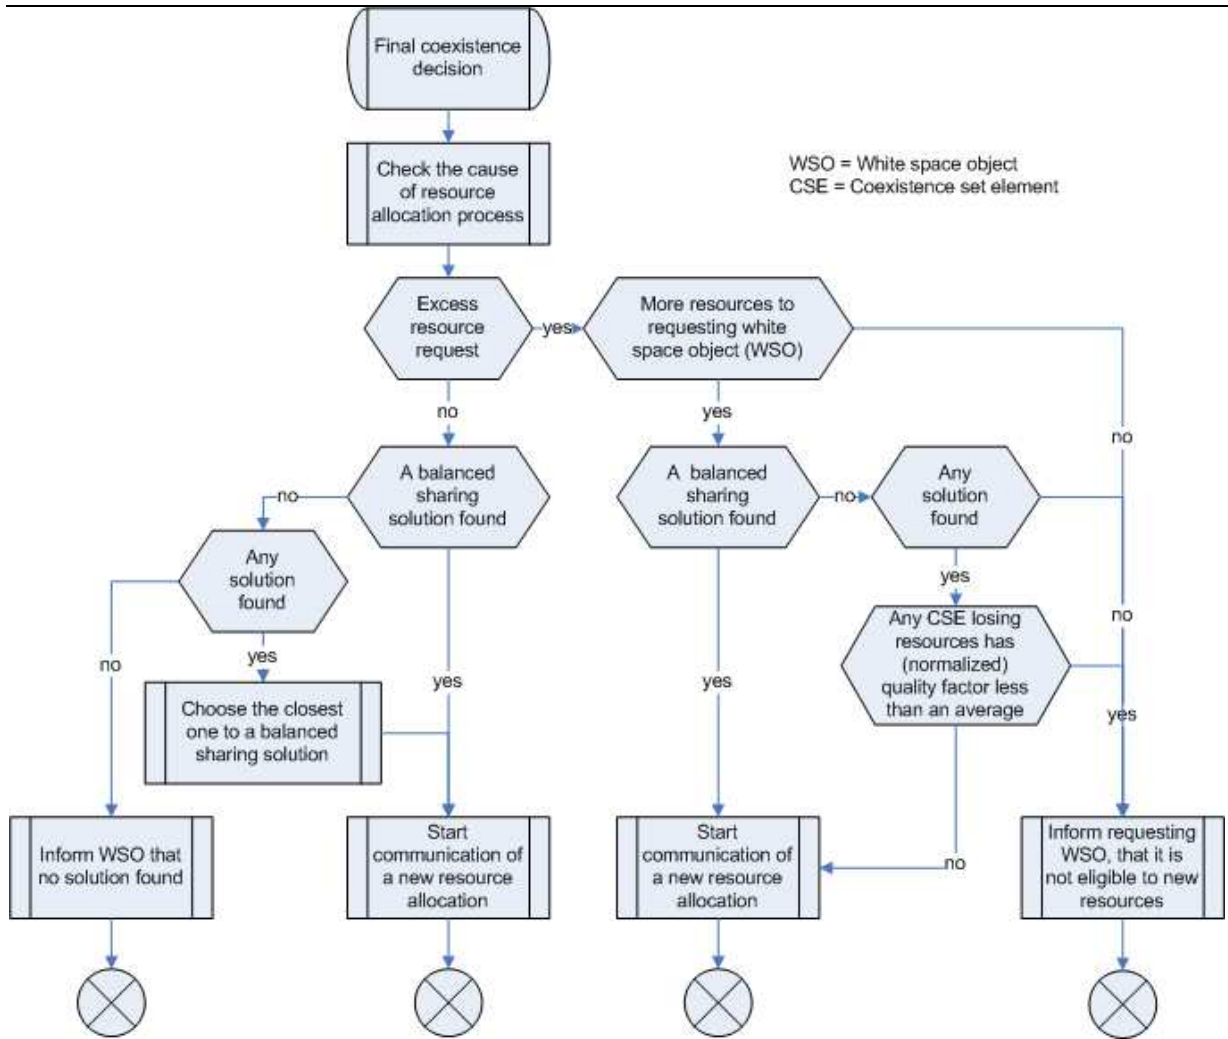 Final coexistence
decision
Check the cause
of resource
allocation process
WSO = White space object
CSE = Coexistence set element
Excess
resource
request
yes
More resources to
requesting white
space object (WSO)
no
yes
no
A balanced
sharing
solution found
no
A balanced
sharing
solution found
no
Any
solution
found
Any
solution
found
yes
no
Any CSE losing
resources has
(normalized)
quality factor less
than an average
no
yes
yes
yes
yes
Choose the closest
one to a balanced
sharing solution
Inform WSO that
no solution found
Start
communication of
a new resource
allocation
Start
communication of
a new resource
allocation
no
Inform requesting
WSO, that it is
not eligible to new
resources